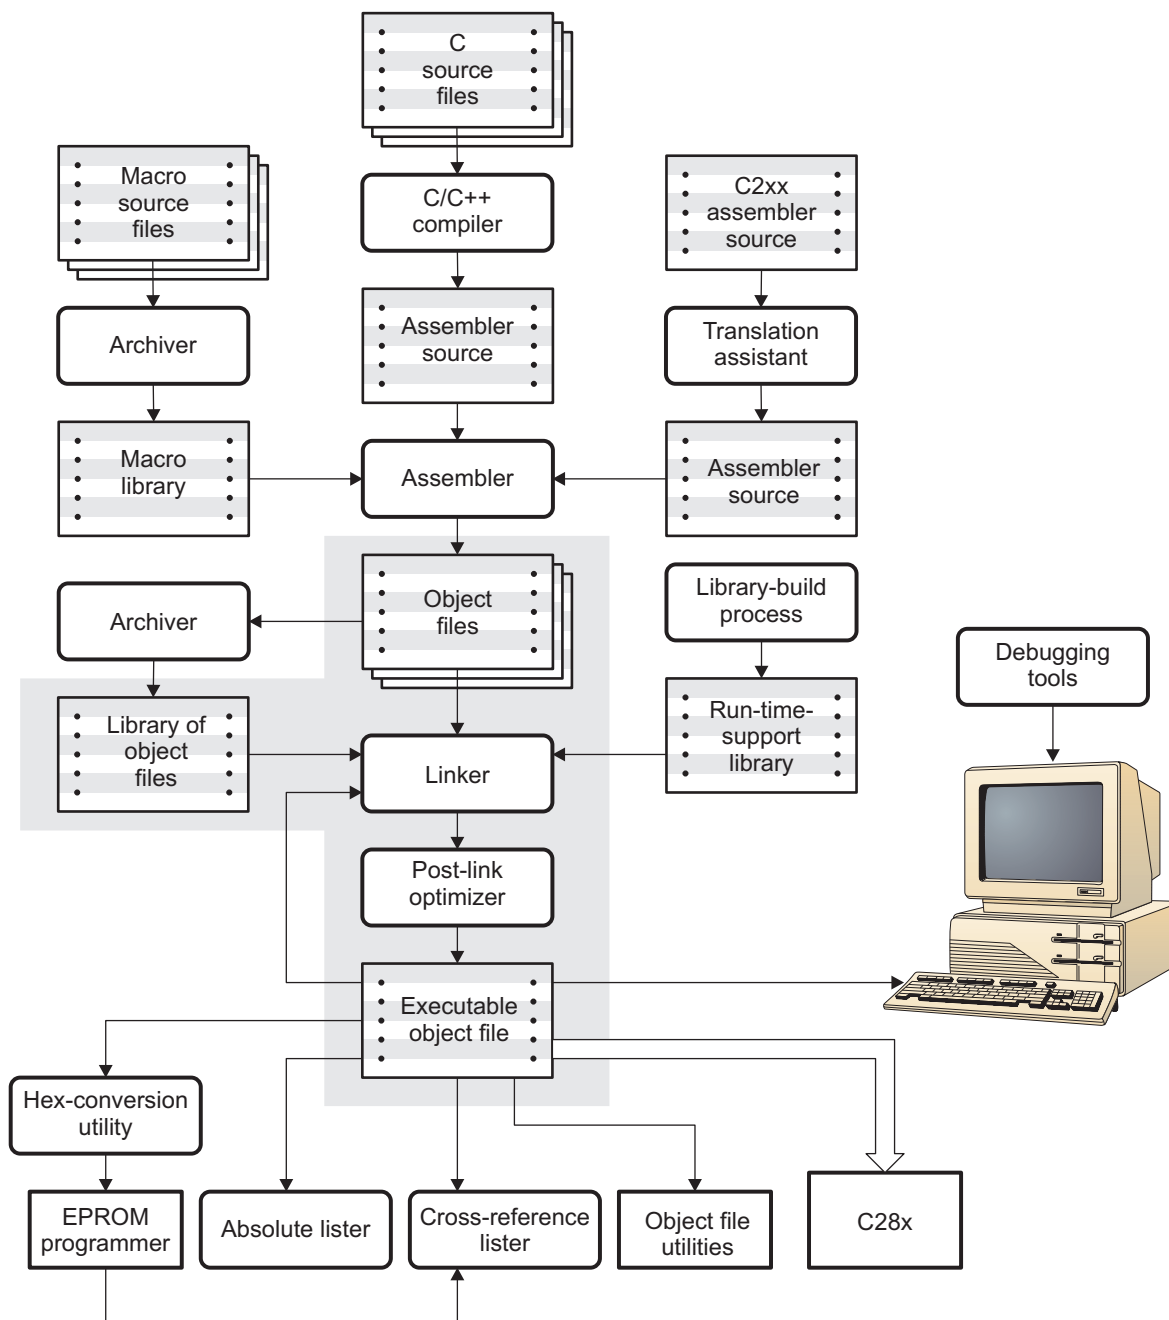 C
source
files
Macro
source
files
C/C++
compiler
C2xx
assembler
source
Archiver
Assembler
source
Translation
assistant
Macro
library
Assembler
Assembler
source
Archiver
Object
files
Library-build
process
Debugging
tools
Library of
object
files
Linker
Run-time-
support
library
Post-link
optimizer
Executable
object file
Hex-conversion
utility
EPROM
programmer
Absolute lister
Cross-reference
lister
Object file
utilities
C28x